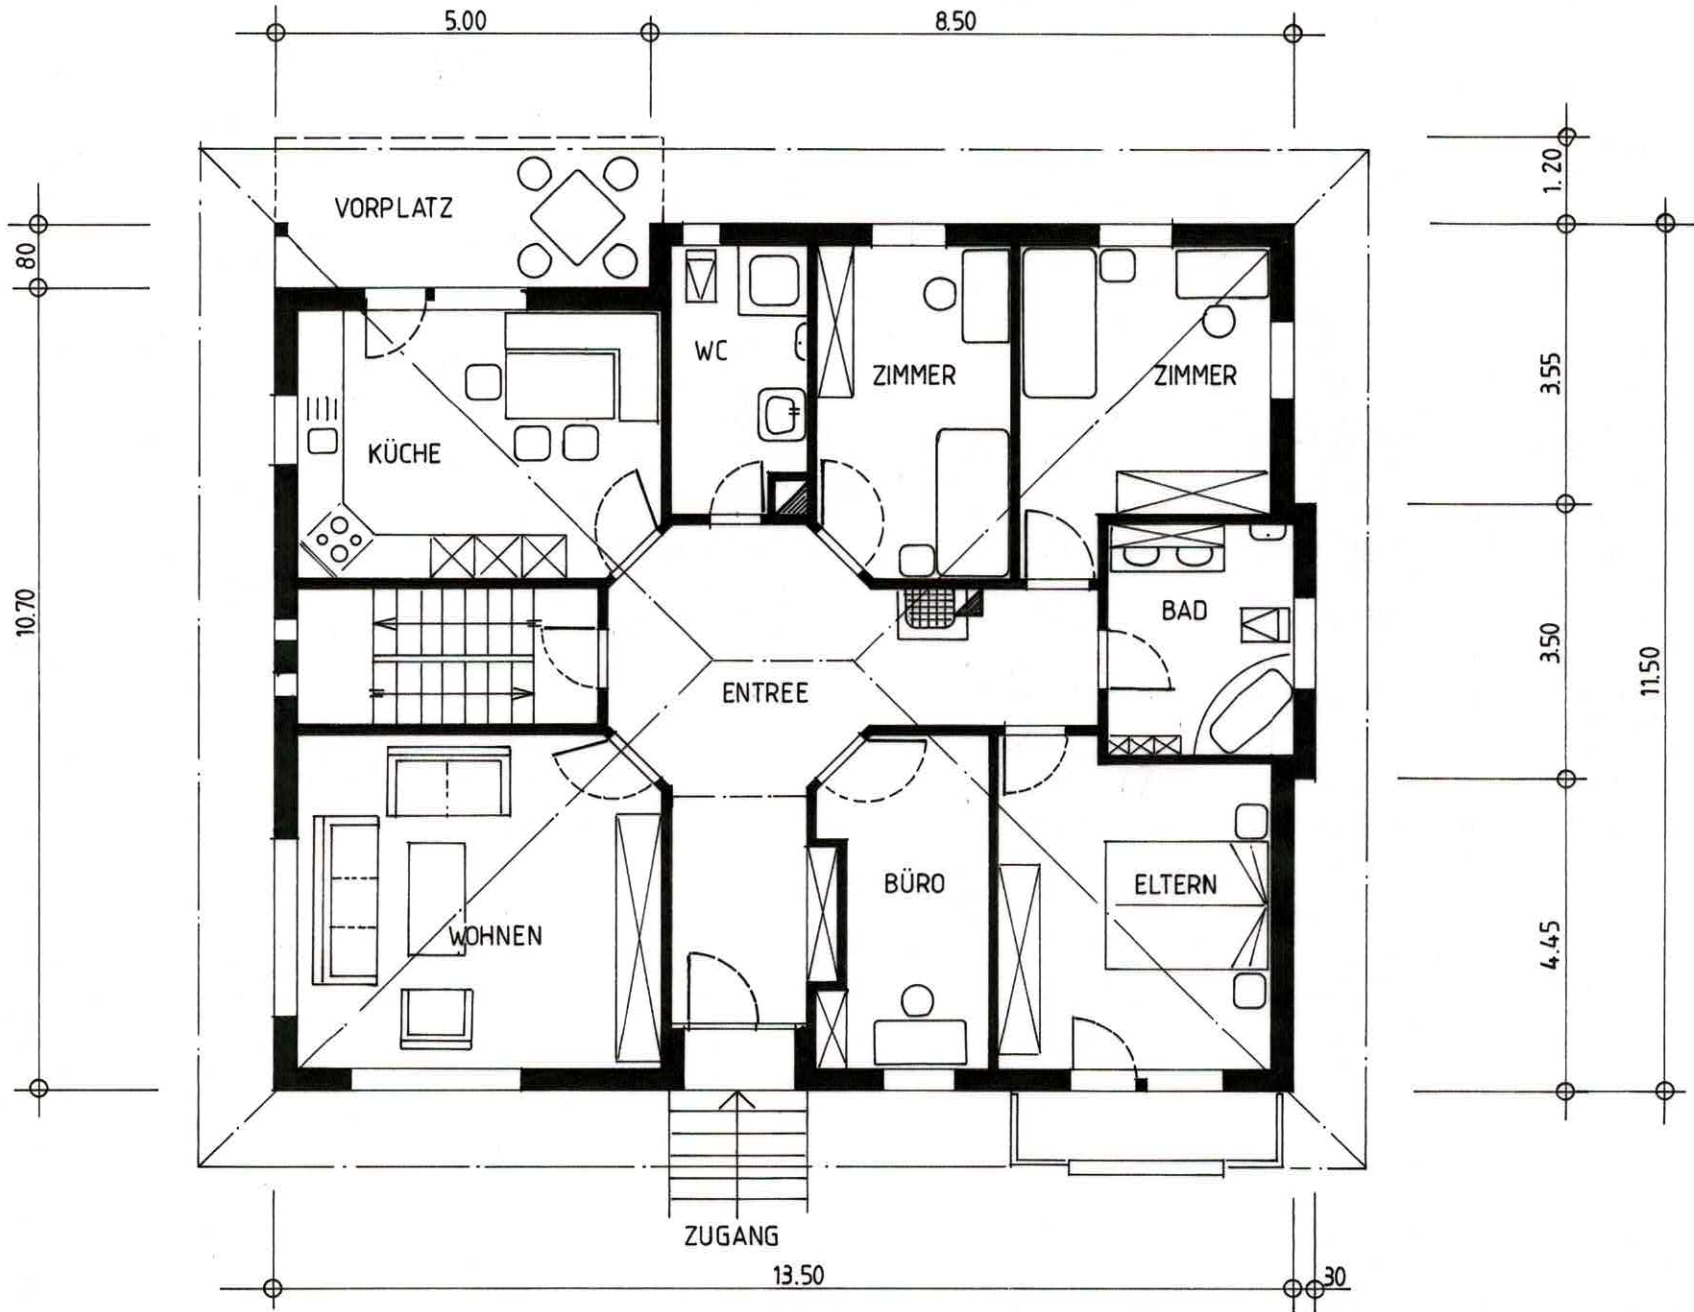 5.00
8.50
1.20
VORPLATZ
80
WC
ZIMMER
ZIMMER
3.55
KÜCHE
10.70
BAD
3.50
11.50
ENTREE
BÜRO
ELTERN
WOHNEN
4.45
ZUGANG
13.50
30